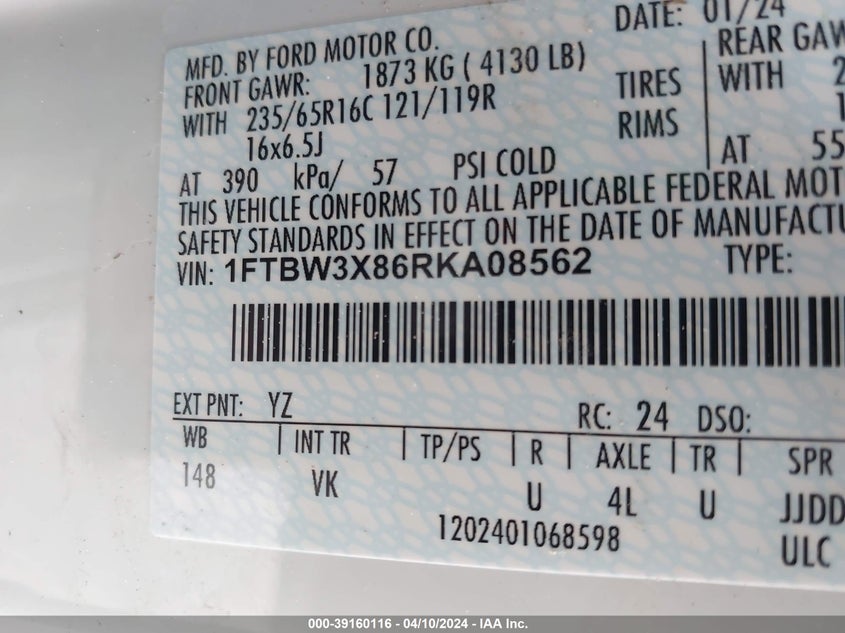 DATE: 01/24
MFD. BY FORD MOTOR CO.
FRONT GAWR: 1873 KG ( 4130 LB)
REAR GAW
WITH 235/65R16C 121/119R
TIRES
WITH 2
16x6.5J
RIMS
1
AT 390 kPa/ 57 PSI COLD
AT 55
THIS VEHICLE CONFORMS TO ALL APPLICABLE FEDERAL MOT
SAFETY STANDARDS IN EFFECT ON THE DATE OF MANUFACTU
VIN: 1FTBW3X86RKA08562
TYPE:
EXT PNT: YZ
RC: 24 DSO:
WB | INT TR | TP/PS | R | AXLE | TR | SPR
148 VK U 4L U JJDD
1202401068598 ULC
000-39160116 - 04/10/2024 - IAA Inc.